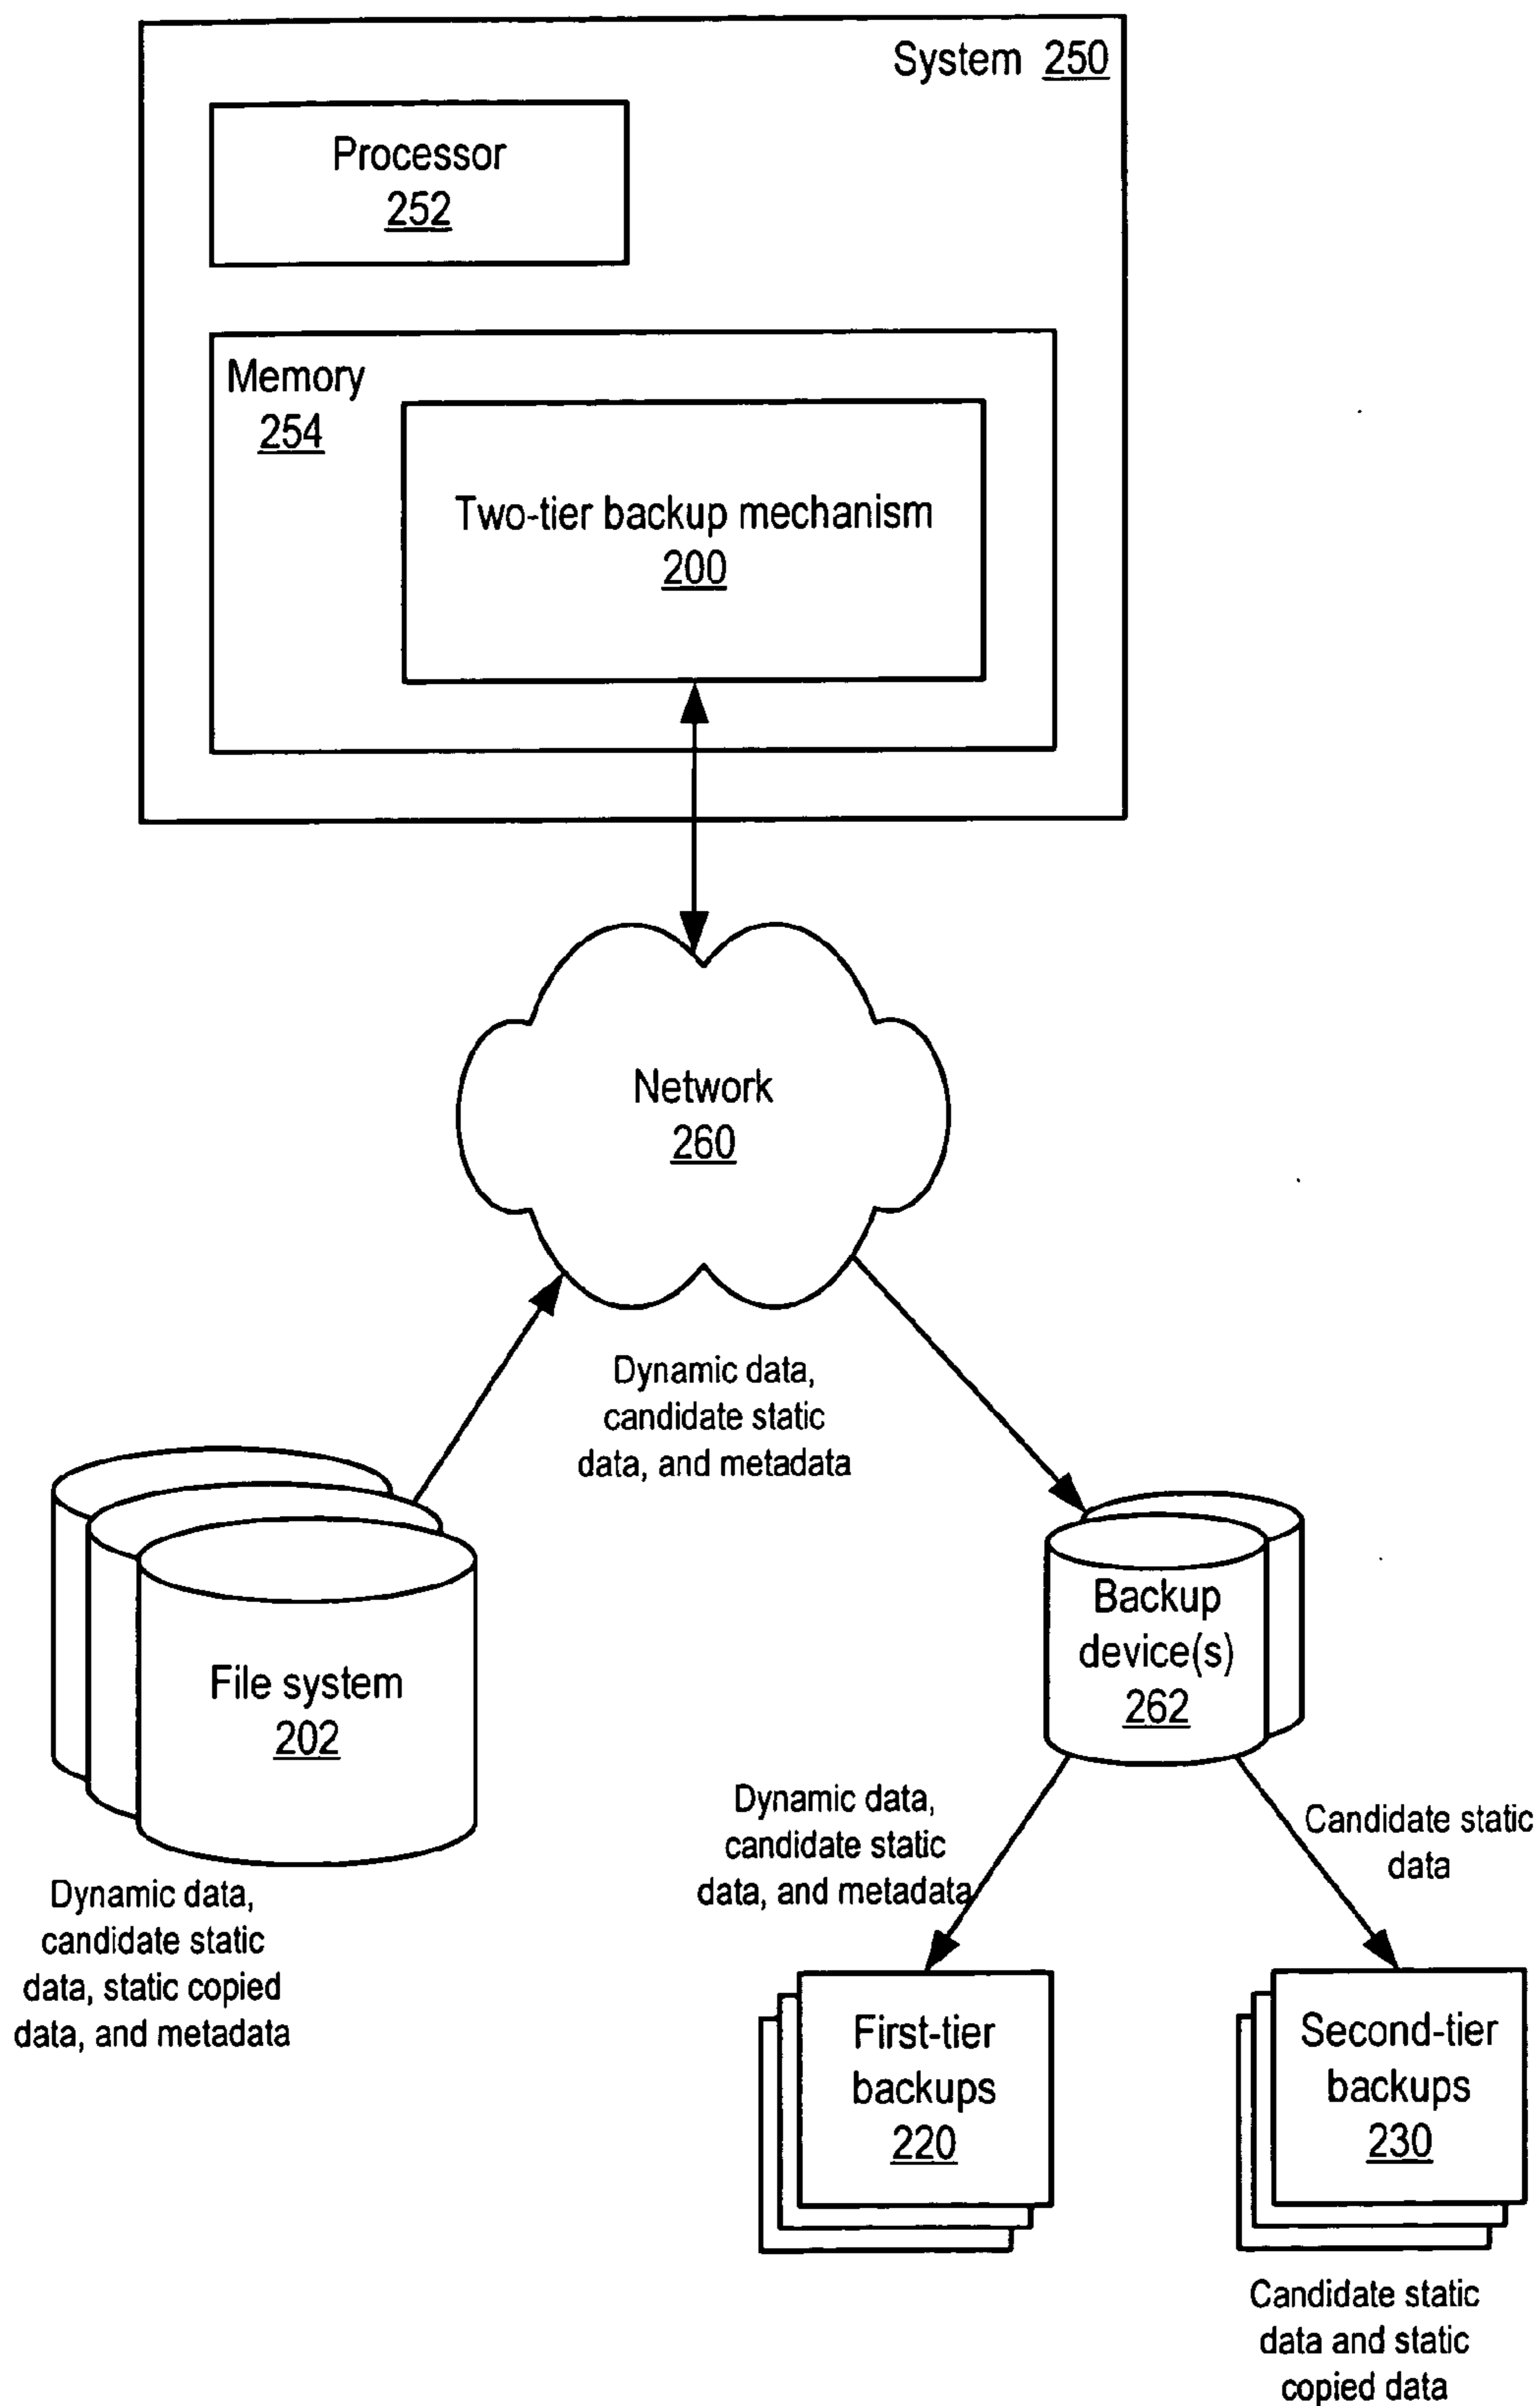 System 250
Processor
252
Memory
254
Two-tier backup mechanism
200
Network
260
Dynamic data,
candidate static
data, and metadata
File system
202
Backup
device(s)
262
Dynamic data,
candidate static
data, static copied
data, and metadata
Dynamic data,
candidate static
data, and metadata
Candidate static
data
First-tier
backups
220
Second-tier
backups
230
Candidate static
data and static
copied data